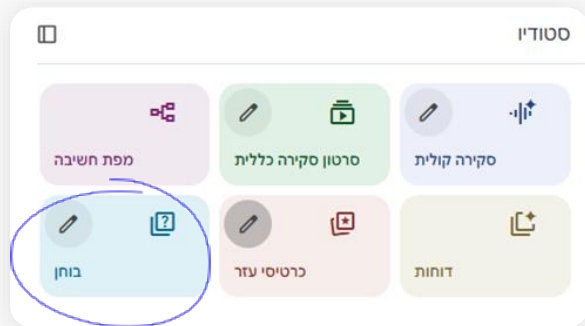 סטודיו
סקירה קולית
סרטון סקירה כללית
מפת חשיבה
דוחות
כרטיסי עזר
בוחן